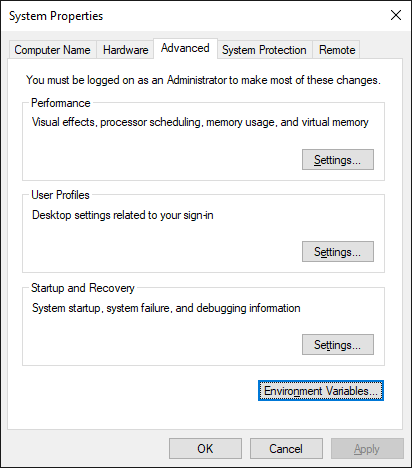 System Properties
Computer Name Hardware Advanced System Protection Remote
You must be logged on as an Administrator to make most of these changes.
Performance
Visual effects, processor scheduling, memory usage, and virtual memory
Settings...
User Profiles
Desktop settings related to your sign-in
Settings...
Startup and Recovery
System startup, system failure, and debugging information
Settings...
Environment Variables...
OK Cancel Apply